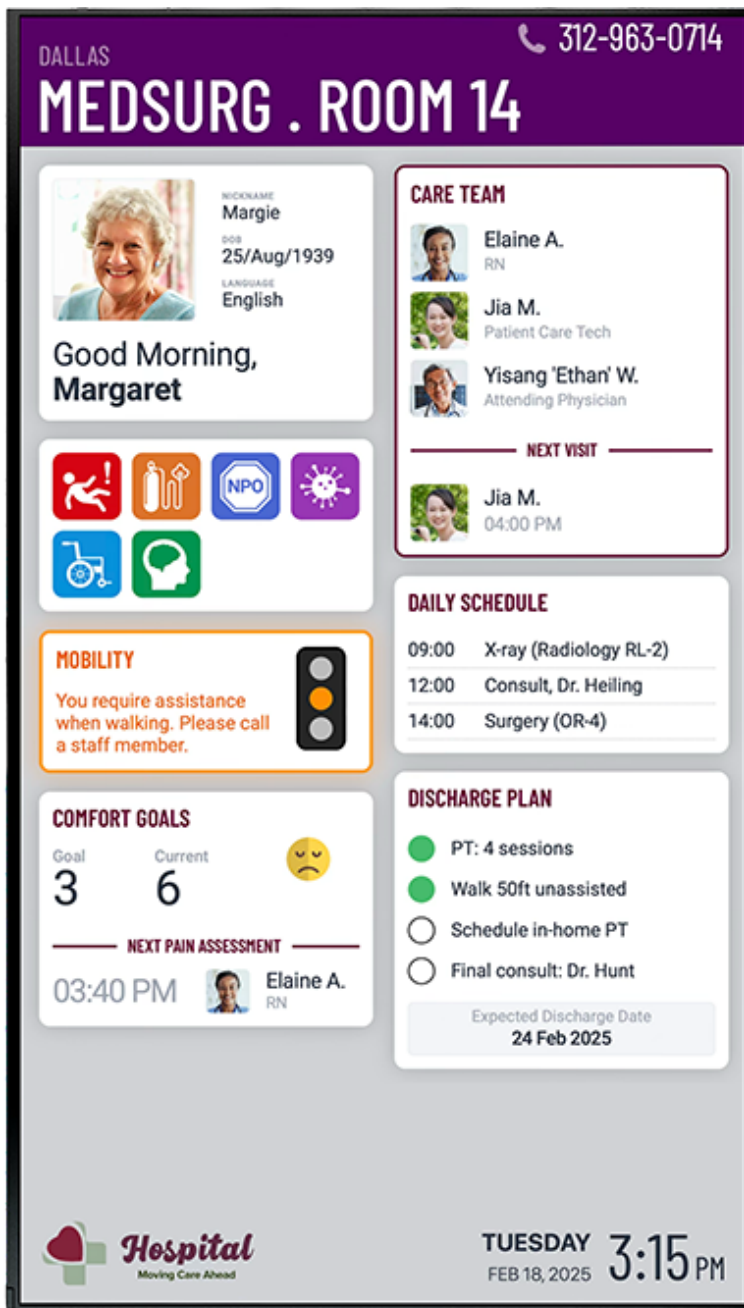 DALLAS
312-963-0714
MEDSURG . ROOM 14
NICKNAME
Margie
DOB
25/Aug/1939
LANGUAGE
English
Good Morning,
Margaret
NPO
MOBILITY
You require assistance
when walking. Please call
a staff member.
COMFORT GOALS
Goal
Current
3
6
NEXT PAIN ASSESSMENT
03:40 PM
Elaine A.
RN
CARE TEAM
Elaine A.
RN
Jia M.
Patient Care Tech
Yisang 'Ethan' W.
Attending Physician
NEXT VISIT
Jia M.
04:00 PM
DAILY SCHEDULE
09:00 X-ray (Radiology RL-2)
12:00 Consult, Dr. Heiling
14:00 Surgery (OR-4)
DISCHARGE PLAN
PT: 4 sessions
Walk 50ft unassisted
Schedule in-home PT
Final consult: Dr. Hunt
Expected Discharge Date
24 Feb 2025
Hospital
Moving Care Ahead
TUESDAY
FEB 18, 2025
3:15 PM